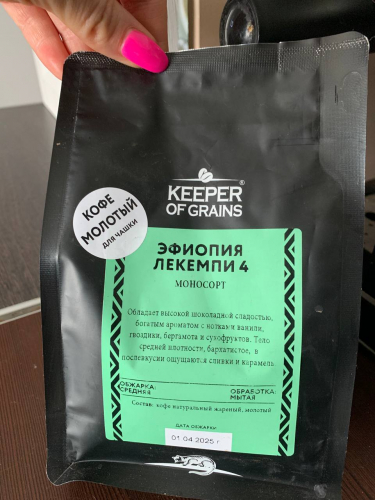 KEEPER
OF GRAINS
КОФЕ
МОЛОТЫЙ
ДЛЯ ЧАШКИ
ЭФИОПИЯ
ЛЕКЕМПИ 4
МОНОСОРТ
Обладает высокой шоколадной сладостью,
богатым ароматом с нотками ванили,
гвоздики, бергамота и сухофруктов. Тело
средней плотности, бархатистое, в
послевкусии ощущаются сливки и карамель.
ОБЖАРКА: ОБРАБОТКА:
СРЕДНЯЯ МЫТАЯ
Состав: кофе натуральный жареный, молотый
ДАТА ОБЖАРКИ:
01 04 2025 г